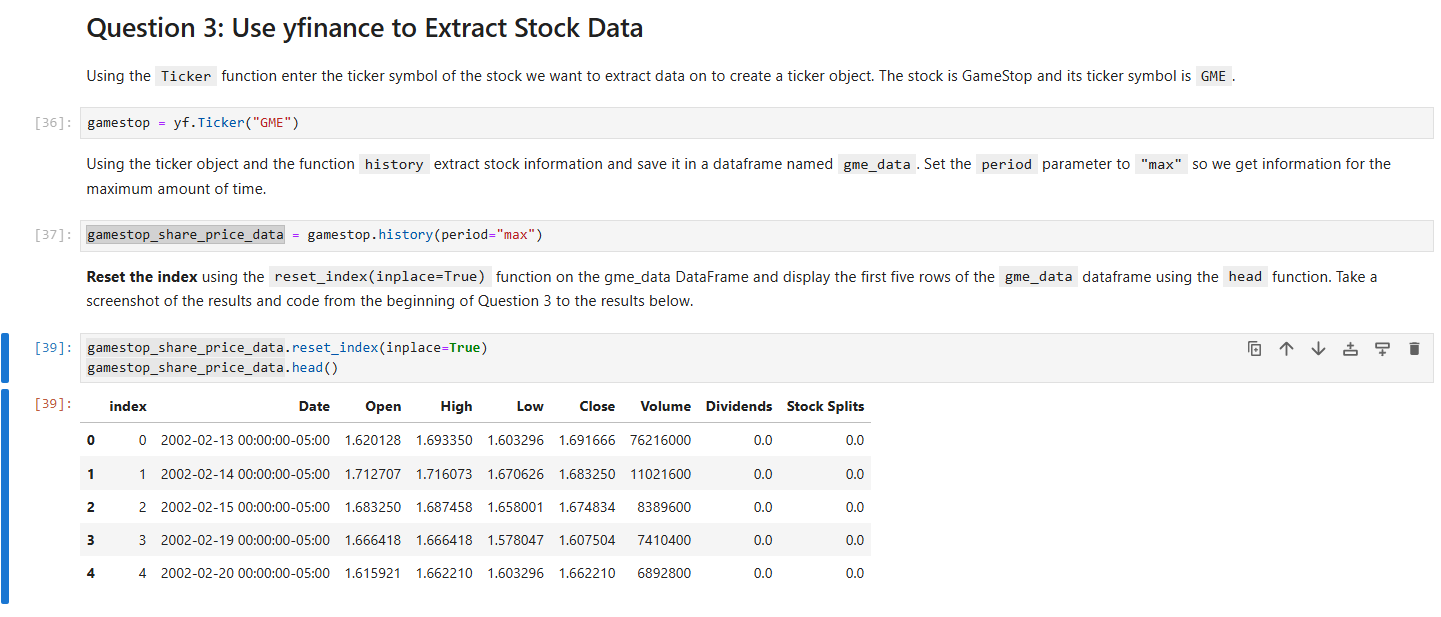 Question 3: Use yfinance to Extract Stock Data
Using the Ticker function enter the ticker symbol of the stock we want to extract data on to create a ticker object. The stock is GameStop and its ticker symbol is GME .
[36]: gamestop = yf.Ticker("GME")
Using the ticker object and the function history extract stock information and save it in a dataframe named gme_data . Set the period parameter to "max" so we get information for the
maximum amount of time.
[37]: gamestop_share_price_data = gamestop.history(period="max")
Reset the index using the reset_index(inplace=True) function on the gme_data DataFrame and display the first five rows of the gme_data dataframe using the head function. Take a
screenshot of the results and code from the beginning of Question 3 to the results below.
[39]: gamestop_share_price_data.reset_index(inplace=True)
gamestop_share_price_data.head()
[39]: index Date Open High Low Close Volume Dividends Stock Splits
0 0 2002-02-13 00:00:00-05:00 1.620128 1.693350 1.603296 1.691666 76216000 0.0 0.0
1 1 2002-02-14 00:00:00-05:00 1.712707 1.716073 1.670626 1.683250 11021600 0.0 0.0
2 2 2002-02-15 00:00:00-05:00 1.683250 1.687458 1.658001 1.674834 8389600 0.0 0.0
3 3 2002-02-19 00:00:00-05:00 1.666418 1.666418 1.578047 1.607504 7410400 0.0 0.0
4 4 2002-02-20 00:00:00-05:00 1.615921 1.662210 1.603296 1.662210 6892800 0.0 0.0